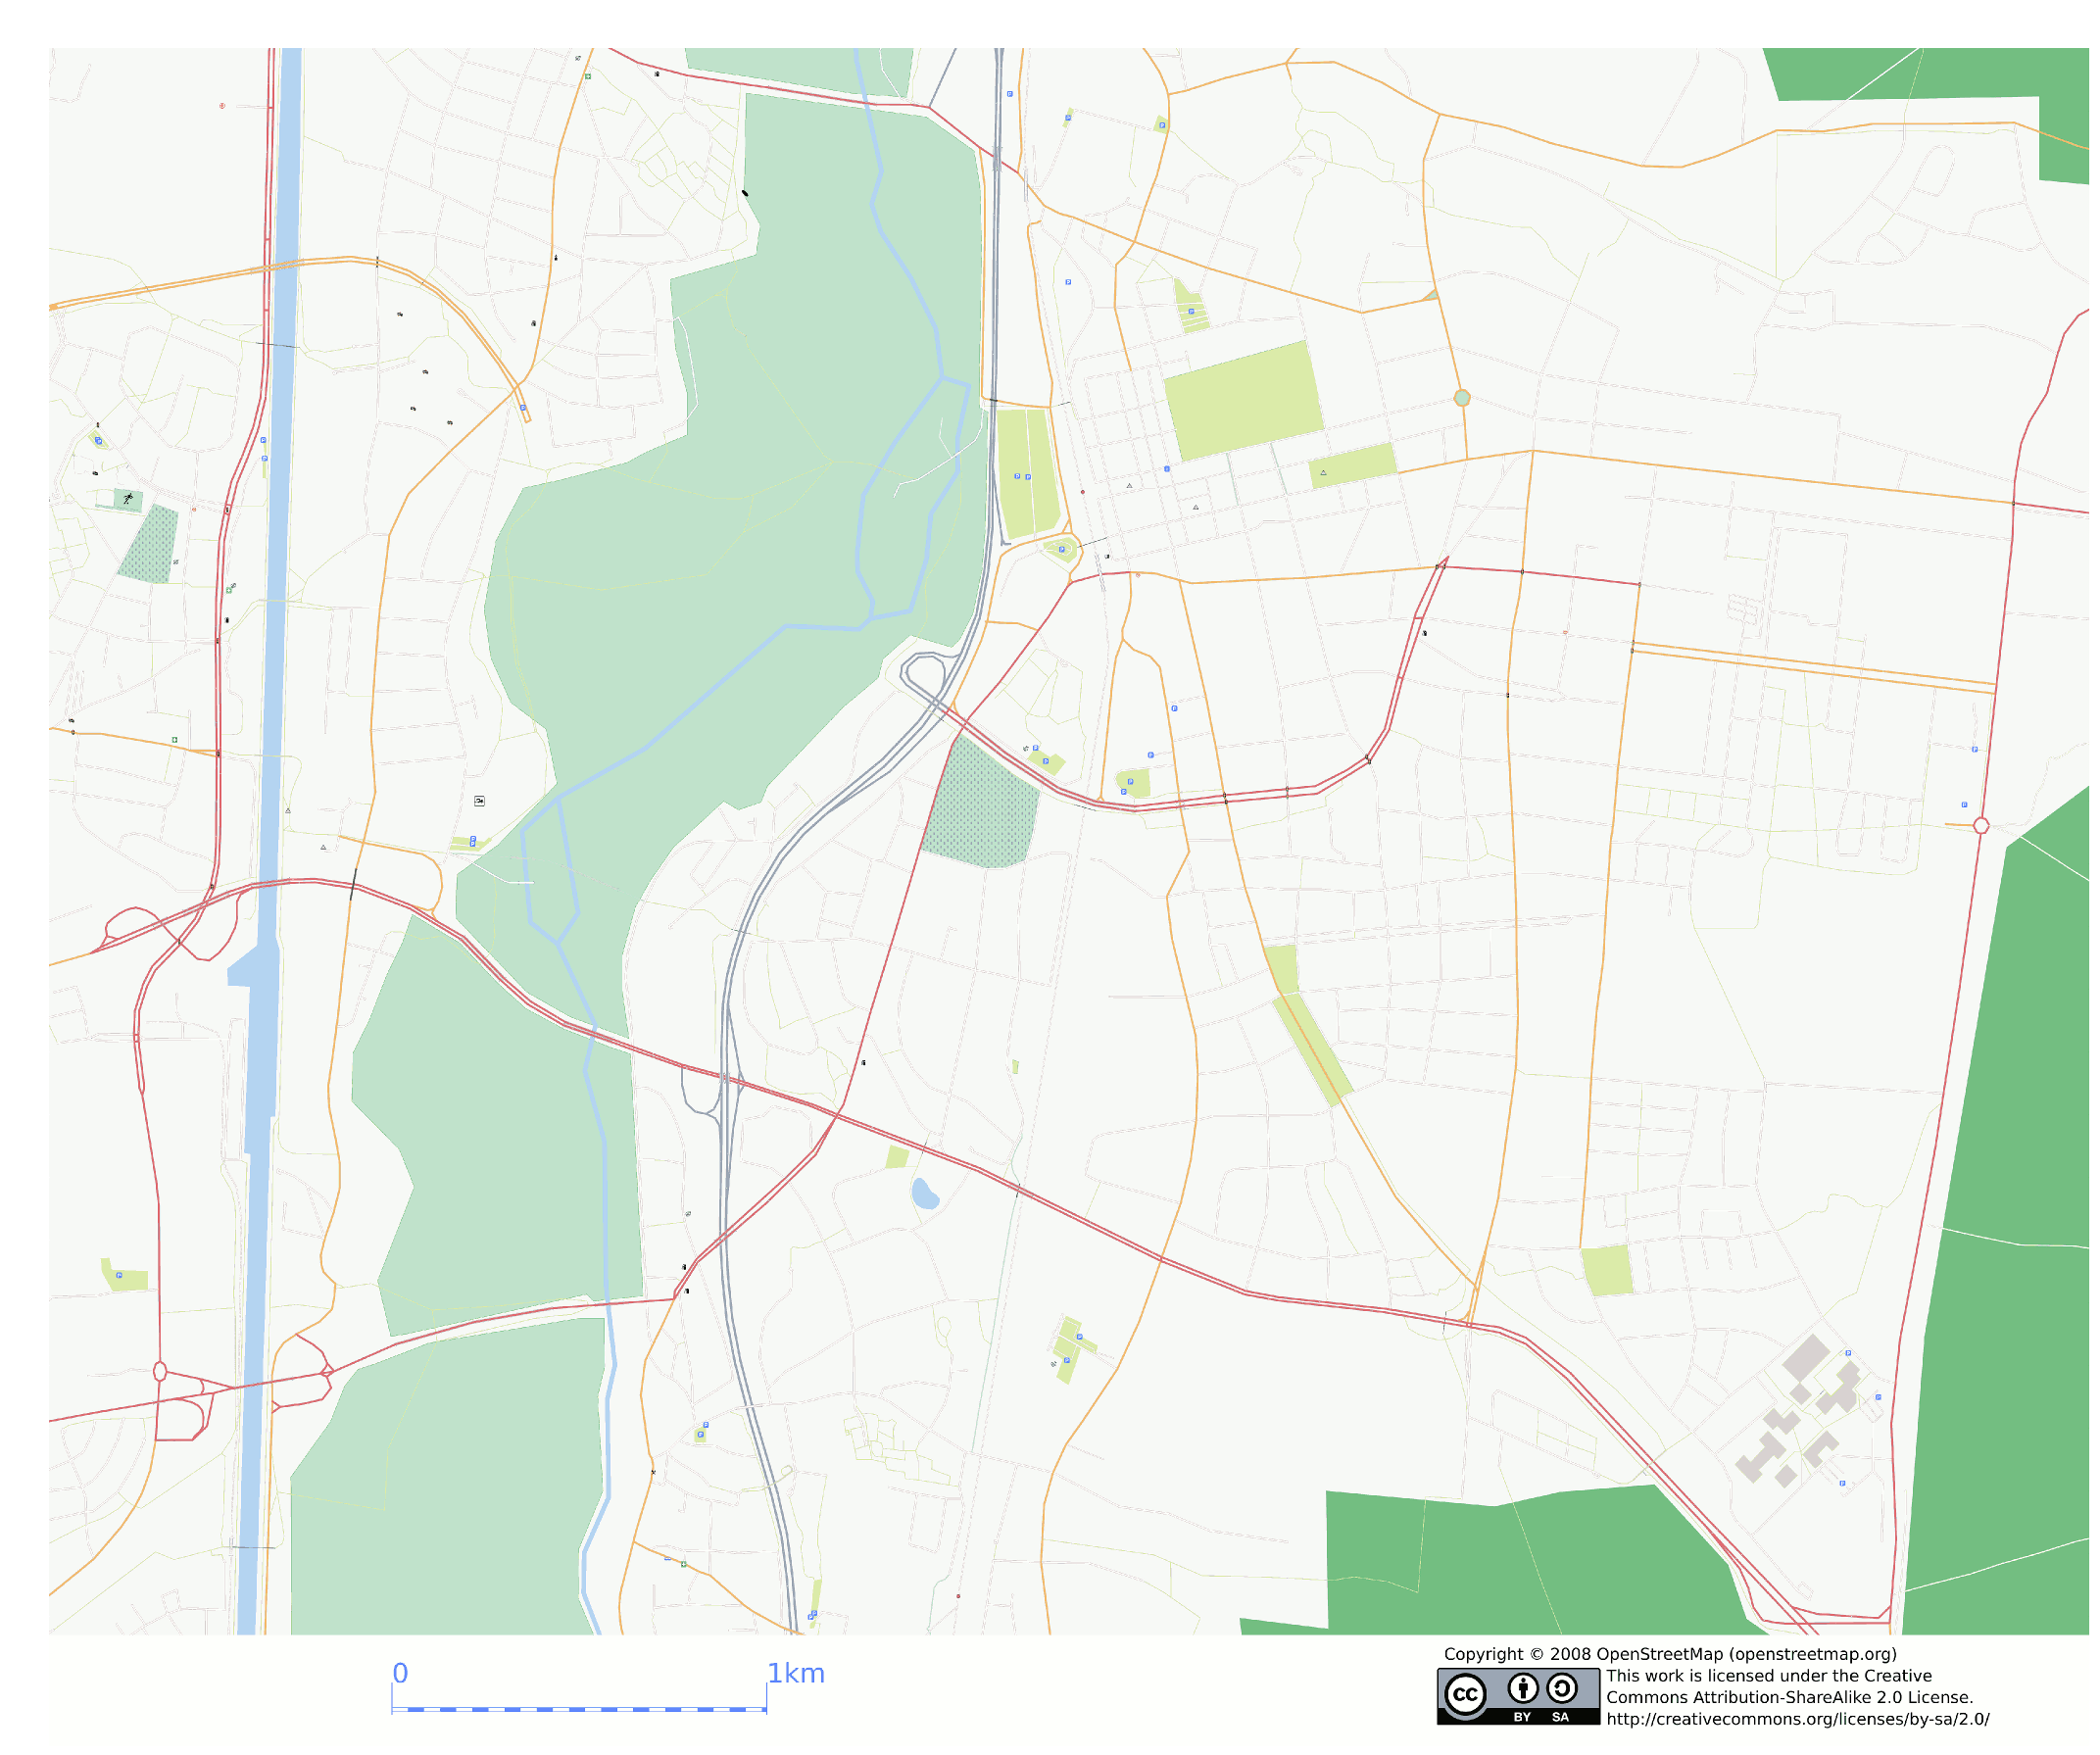 0 1km
Copyright © 2008 OpenStreetMap (openstreetmap.org)
This work is licensed under the Creative
Commons Attribution-ShareAlike 2.0 License.
http://creativecommons.org/licenses/by-sa/2.0/
cc BY SA